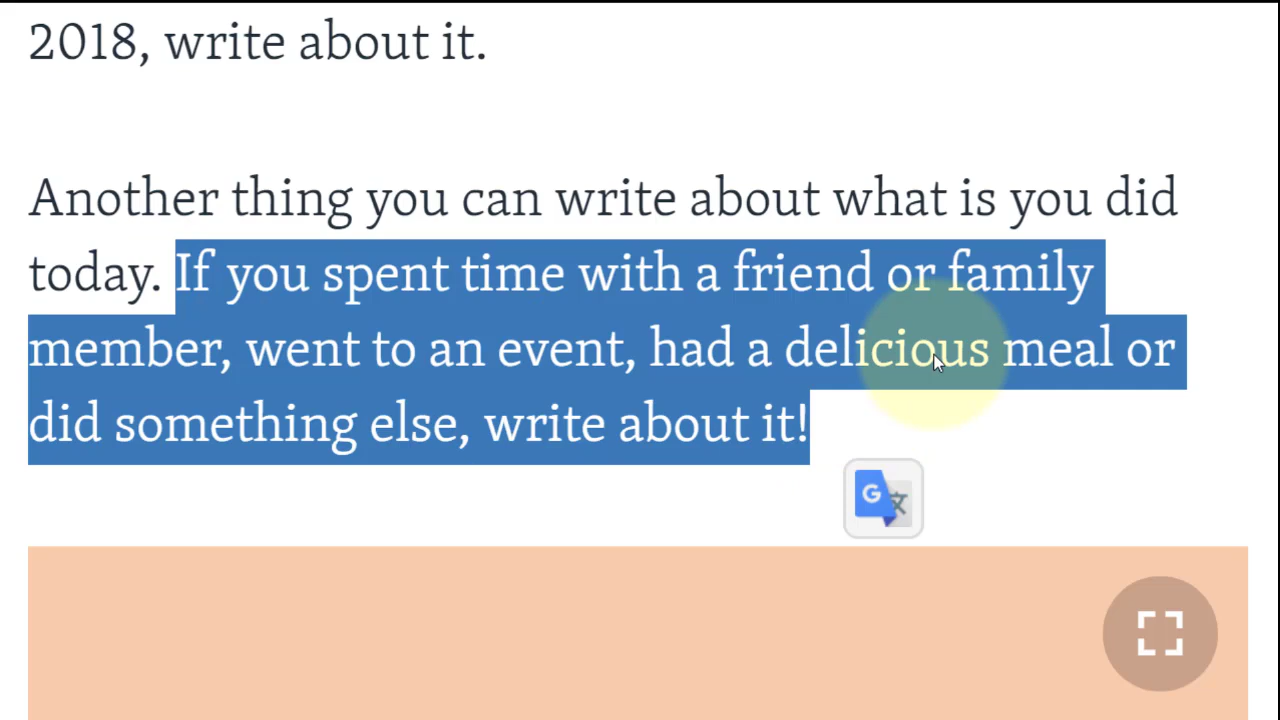 2018, write about it.
Another thing you can write about what is you did
today. If you spent time with a friend or family
member, went to an event, had a delicious meal or
did something else, write about it!
G